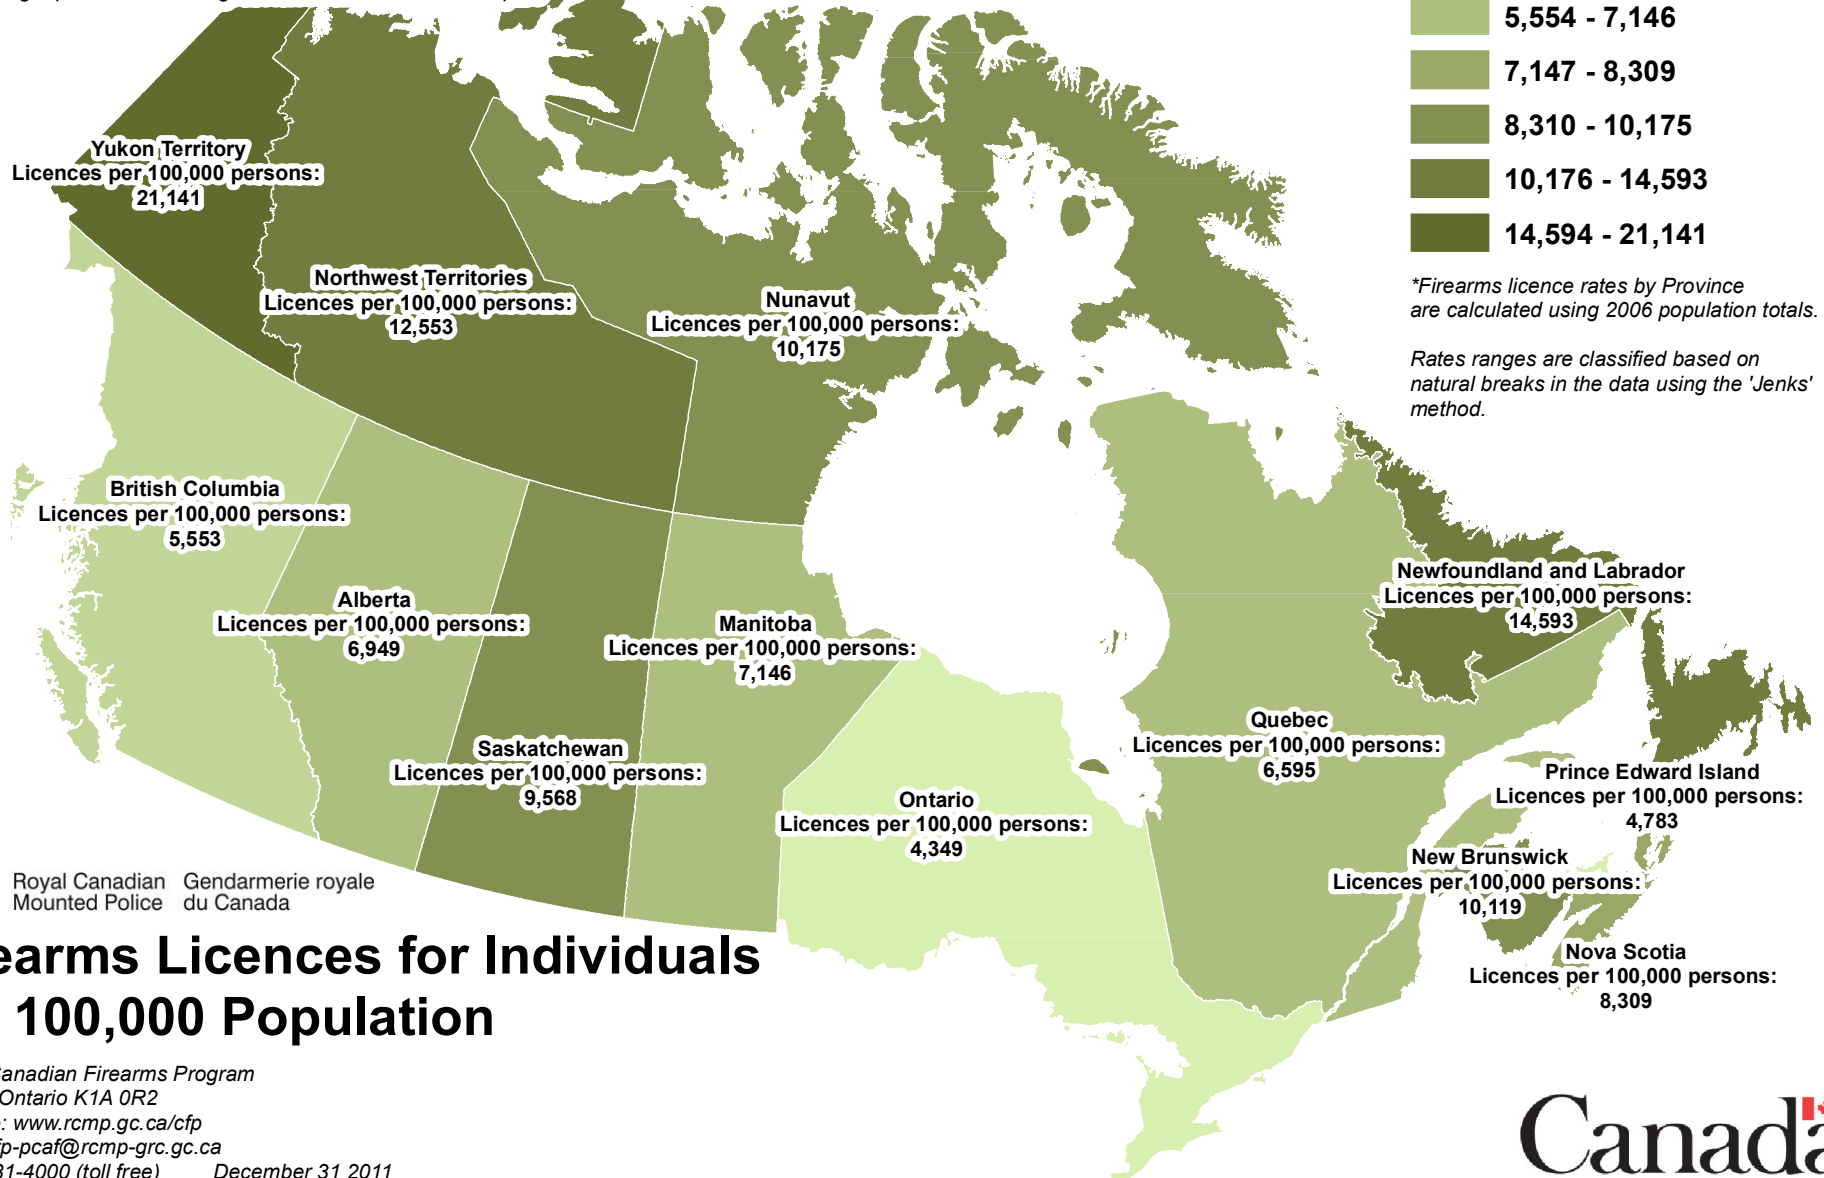 5,554 - 7,146
7,147 - 8,309
8,310 - 10,175
10,176 - 14,593
14,594 - 21,141
*Firearms licence rates by Province
are calculated using 2006 population totals.
Rates ranges are classified based on
natural breaks in the data using the 'Jenks'
method.
Yukon Territory
Licences per 100,000 persons:
21,141
Northwest Territories
Licences per 100,000 persons:
12,553
Nunavut
Licences per 100,000 persons:
10,175
British Columbia
Licences per 100,000 persons:
5,553
Alberta
Licences per 100,000 persons:
6,949
Saskatchewan
Licences per 100,000 persons:
9,568
Manitoba
Licences per 100,000 persons:
7,146
Ontario
Licences per 100,000 persons:
4,349
Quebec
Licences per 100,000 persons:
6,595
Newfoundland and Labrador
Licences per 100,000 persons:
14,593
Prince Edward Island
Licences per 100,000 persons:
4,783
New Brunswick
Licences per 100,000 persons:
10,119
Nova Scotia
Licences per 100,000 persons:
8,309
Royal Canadian Gendarmerie royale
Mounted Police du Canada
earms Licences for Individuals
100,000 Population
Canadian Firearms Program
Ontario K1A 0R2
: www.rcmp.gc.ca/cfp
fp-pcaf@rcmp-grc.gc.ca
31-4000 (toll free) December 31 2011
Canada